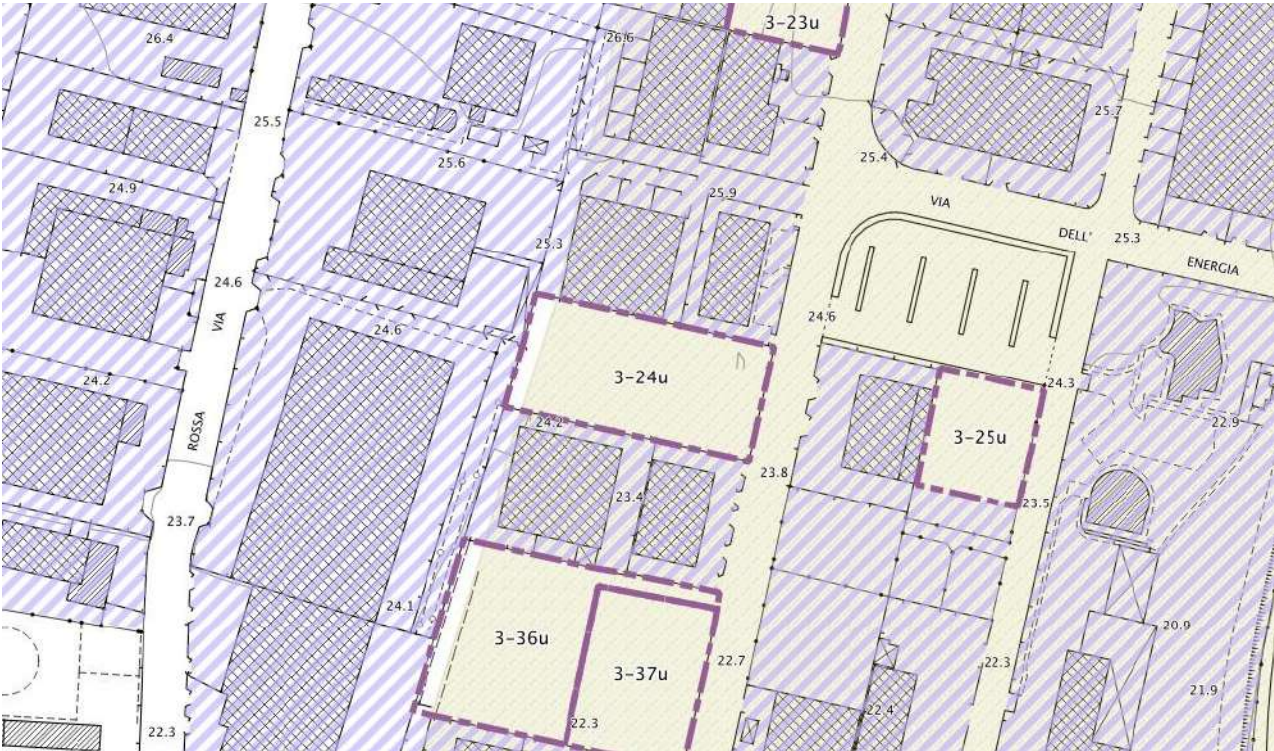 3-23u
26.4
26.6
25.5
25.7
25.6
25.4
24.9
25.9
VIA
DELL'
25.3
ENERGIA
25.3
24.6
24.6
VIA
24.6
24.2
3-24u
24.3
24.2
ROSSA
22.9
3-25u
23.8
23.4
23.5
23.7
24.1
3-36u
20.9
22.7
22.3
3-37u
21.9
22.4
22.3
22.3